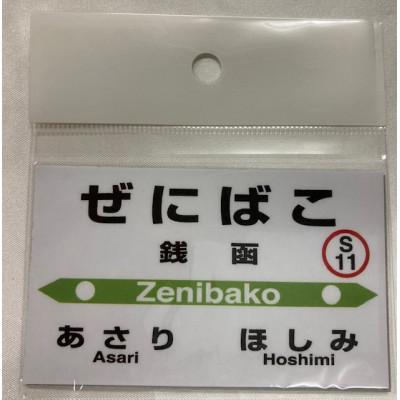 ぜにばこ
銭函
S
11
Zenibako
あさり ほしみ
Asari Hoshimi